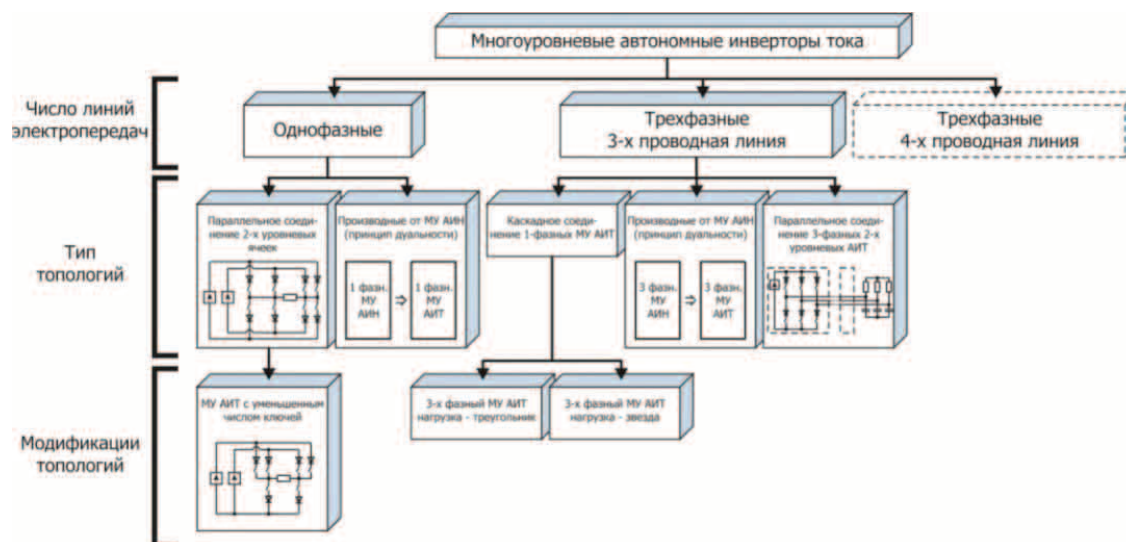 Многоуровневые автономные инверторы тока
Число линий
электропередач
Однофазные
Трехфазные
3-х проводная линия
Трехфазные
4-х проводная линия
Тип
топологий
Параллельное соеди-
нение 2-х уровневых
ячеек
Производные от МУ АИН
(принцип дуальности)
1 фазн.
МУ
АИН
1 фазн.
МУ
АИТ
Каскадное соеди-
нение 1-фазных МУ АИТ
Производные от МУ АИН
(принцип дуальности)
3 фазн.
МУ
АИН
3 фазн.
МУ
АИТ
Параллельное соеди-
нение 3-фазных 2-х
уровневых АИТ
Модификации
топологий
МУ АИТ с уменьшенным
числом ключей
3-х фазный МУ АИТ
нагрузка - треугольник
3-х фазный МУ АИТ
нагрузка - звезда